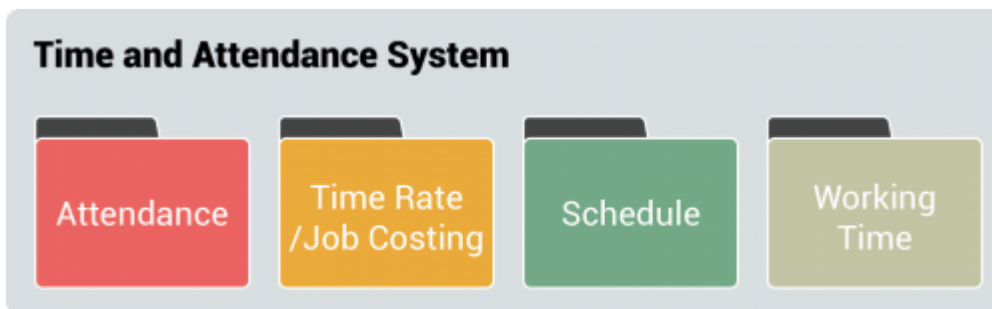 Time and Attendance System
Attendance
Time Rate
/Job Costing
Schedule
Working
Time